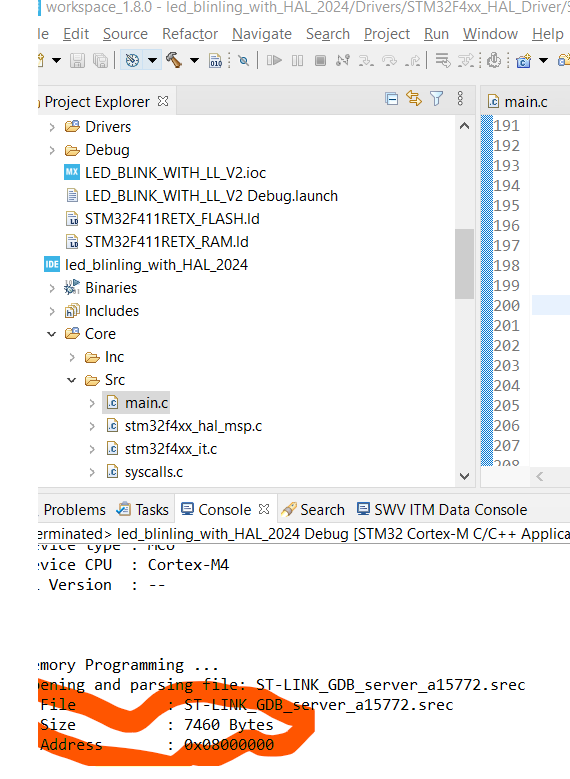 workspace_1.8.0 - led_blinling_with_HAL_2024/Drivers/STM32F4xx_HAL_Driver/S
le Edit Source Refactor Navigate Search Project Run Window Help
Project Explorer
main.c
Drivers
Debug
MX LED_BLINK_WITH_LL_V2.ioc
LED_BLINK_WITH_LL_V2 Debug.launch
LD STM32F411RETX_FLASH.ld
LD STM32F411RETX_RAM.ld
IDE led_blinling_with_HAL_2024
Binaries
Includes
Core
Inc
Src
.c main.c
.c stm32f4xx_hal_msp.c
.c stm32f4xx_it.c
.c syscalls.c
191
192
193
194
195
196
197
198
199
200
201
202
203
204
205
206
207
208
Problems Tasks Console Search SWV ITM Data Console
erminated> led_blinling_with_HAL_2024 Debug [STM32 Cortex-M C/C++ Applica
evice type : MCU
evice CPU : Cortex-M4
L Version : --
emory Programming ...
ening and parsing file: ST-LINK_GDB_server_a15772.srec
File : ST-LINK_GDB_server_a15772.srec
Size : 7460 Bytes
Address : 0x08000000